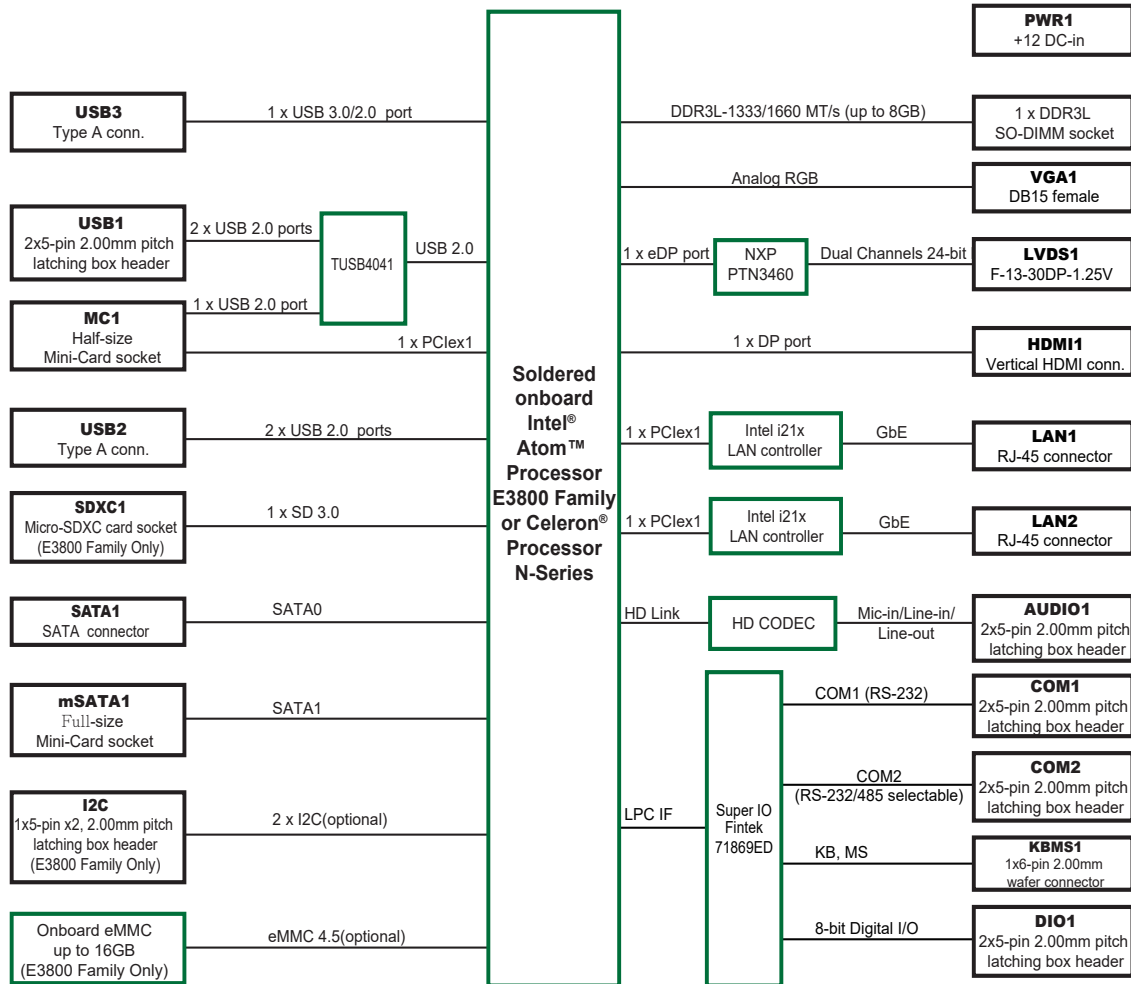 PWR1
+12 DC-in
USB3
Type A conn.
1 x USB 3.0/2.0 port
DDR3L-1333/1660 MT/s (up to 8GB)
1 x DDR3L
SO-DIMM socket
Analog RGB
VGA1
DB15 female
USB1
2x5-pin 2.00mm pitch
latching box header
2 x USB 2.0 ports
TUSB4041
USB 2.0
1 x eDP port
NXP
PTN3460
Dual Channels 24-bit
LVDS1
F-13-30DP-1.25V
MC1
Half-size
Mini-Card socket
1 x USB 2.0 port
1 x PCIex1
1 x DP port
HDMI1
Vertical HDMI conn.
Soldered
onboard
Intel®
Atom™
Processor
E3800 Family
or Celeron®
Processor
N-Series
USB2
Type A conn.
2 x USB 2.0 ports
1 x PCIex1
Intel i21x
LAN controller
GbE
LAN1
RJ-45 connector
SDXC1
Micro-SDXC card socket
(E3800 Family Only)
1 x SD 3.0
1 x PCIex1
Intel i21x
LAN controller
GbE
LAN2
RJ-45 connector
SATA1
SATA connector
SATA0
HD Link
HD CODEC
Mic-in/Line-in/
Line-out
AUDIO1
2x5-pin 2.00mm pitch
latching box header
mSATA1
Full-size
Mini-Card socket
SATA1
COM1 (RS-232)
COM1
2x5-pin 2.00mm pitch
latching box header
COM2
(RS-232/485 selectable)
COM2
2x5-pin 2.00mm pitch
latching box header
I2C
1x5-pin x2, 2.00mm pitch
latching box header
(E3800 Family Only)
2 x I2C(optional)
LPC IF
Super IO
Fintek
71869ED
KB, MS
KBMS1
1x6-pin 2.00mm
wafer connector
Onboard eMMC
up to 16GB
(E3800 Family Only)
eMMC 4.5(optional)
8-bit Digital I/O
DIO1
2x5-pin 2.00mm pitch
latching box header